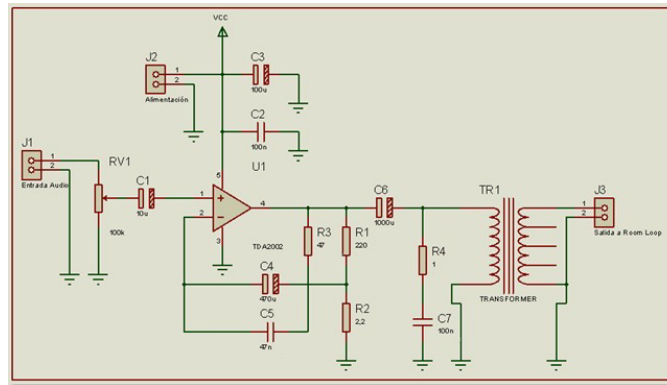 VCC
J2
1
2
Alimentación
C3
100u
C2
100n
J1
1
2
Entrada Audio
RV1
100k
C1
10u
U1
5
1
2
3
4
TDA2002
C4
470u
C5
47n
R3
47
R1
220
R2
2,2
C6
1000u
R4
1
C7
100n
TR1
TRANSFORMER
J3
1
2
Salida a Room Loop